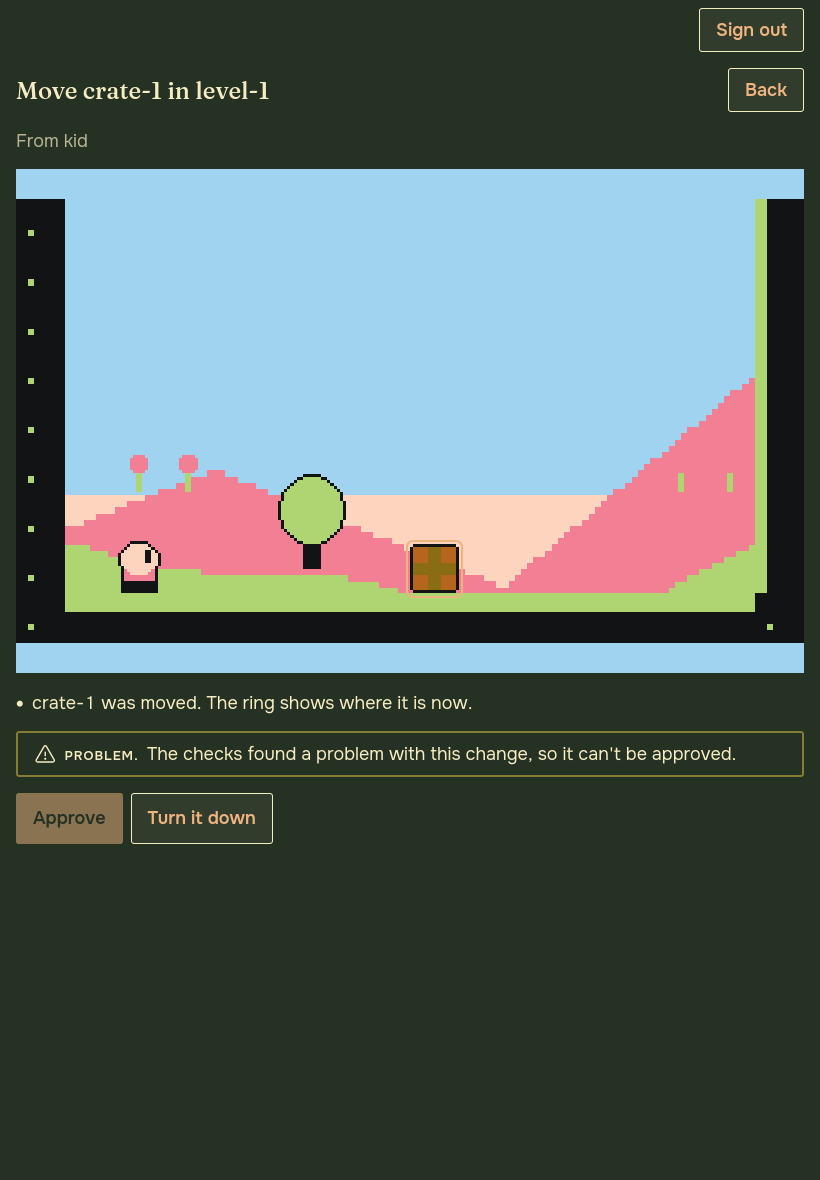 Sign out
Move crate-1 in level-1
Back
From kid
• crate-1 was moved. The ring shows where it is now.
PROBLEM. The checks found a problem with this change, so it can't be approved.
Approve
Turn it down